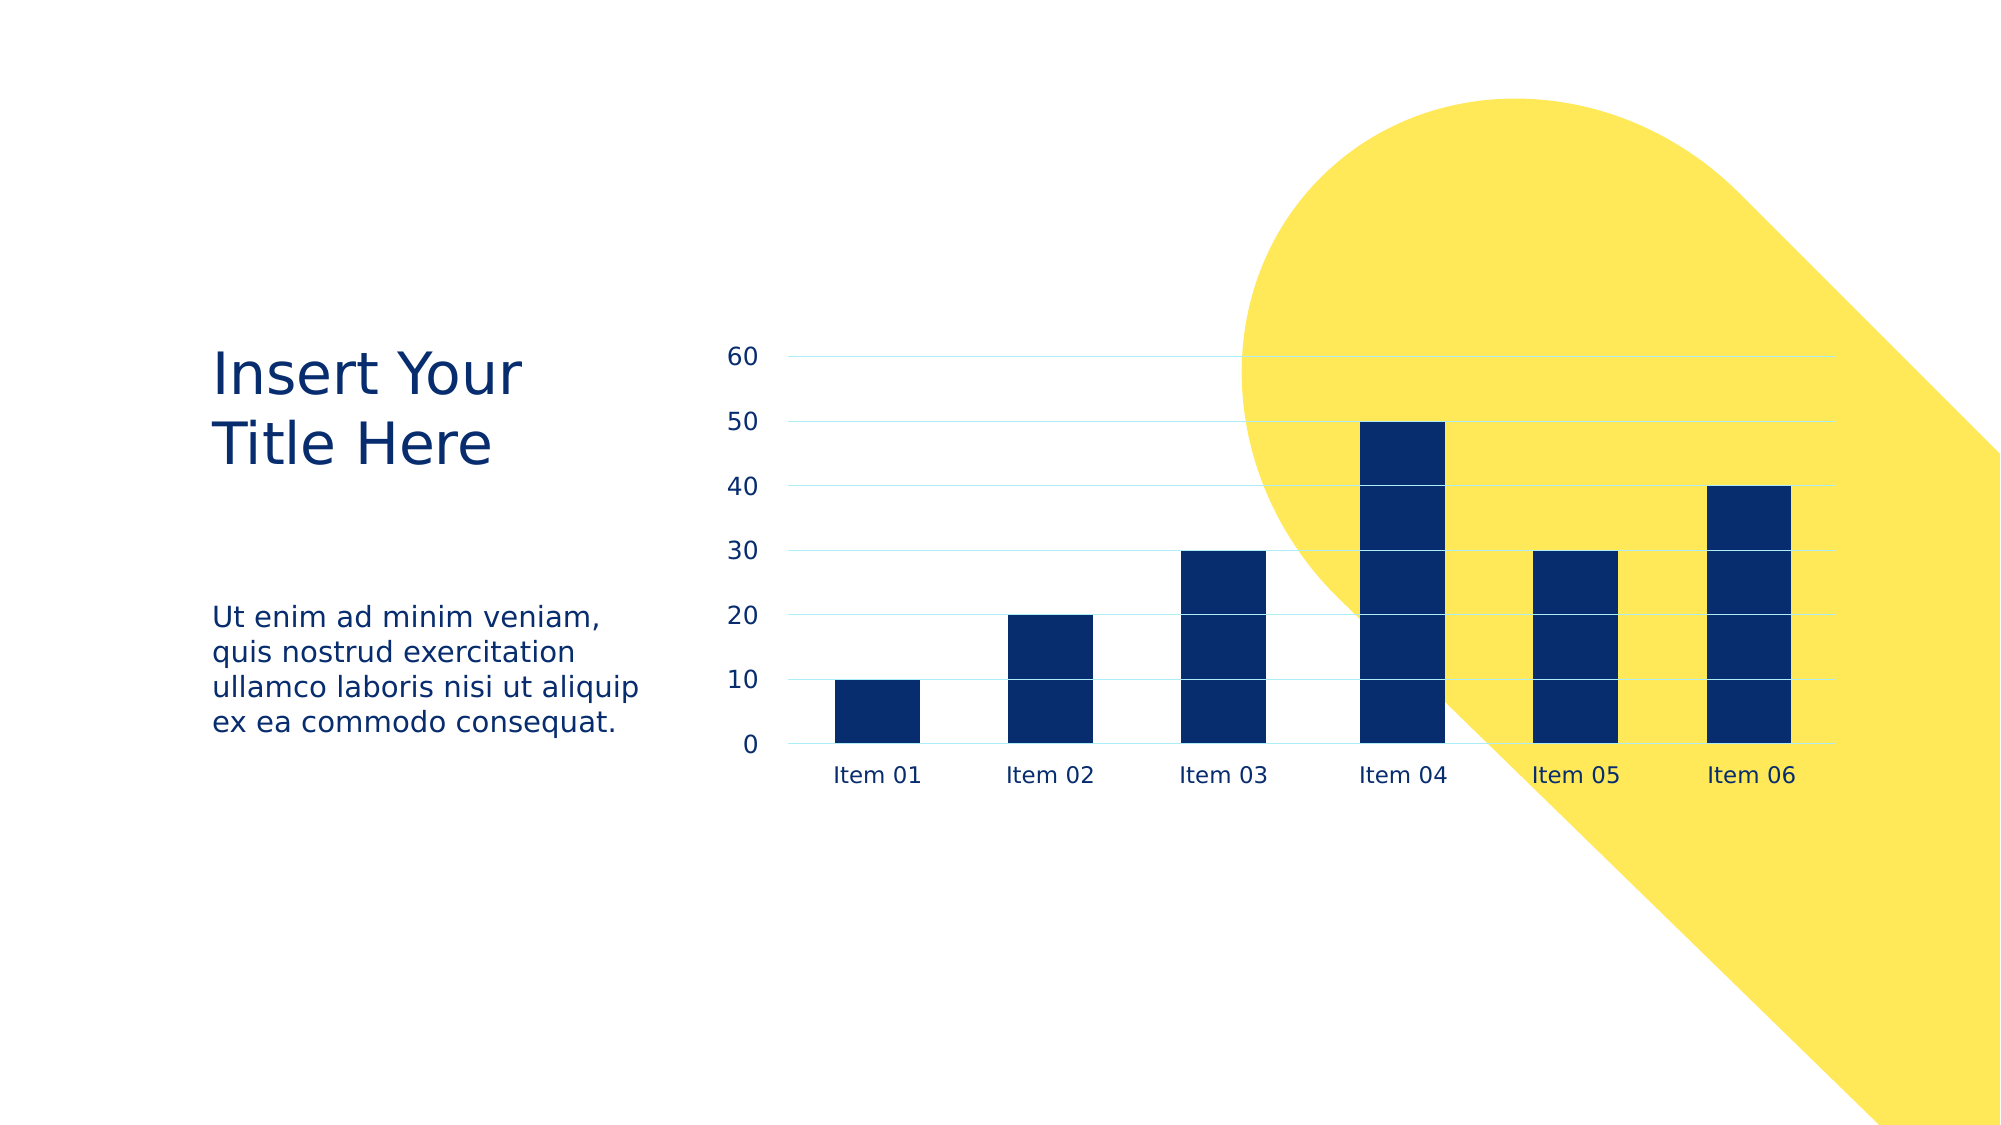 Insert Your
Title Here
Ut enim ad minim veniam,
quis nostrud exercitation
ullamco laboris nisi ut aliquip
ex ea commodo consequat.
60
50
40
30
20
10
0
Item 01
Item 02
Item 03
Item 04
Item 05
Item 06